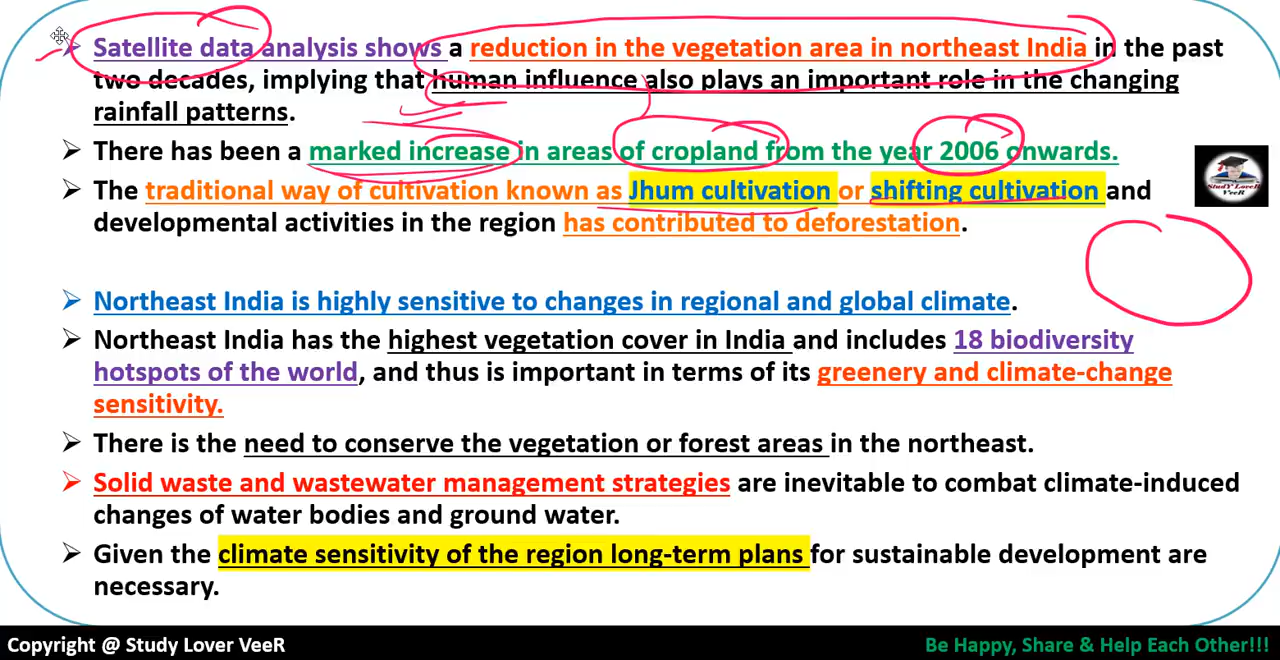 Satellite data analysis shows a reduction in the vegetation area in northeast India in the past
two decades, implying that human influence also plays an important role in the changing
rainfall patterns.
There has been a marked increase in areas of cropland from the year 2006 onwards.
The traditional way of cultivation known as Jhum cultivation or shifting cultivation and
developmental activities in the region has contributed to deforestation.
Northeast India is highly sensitive to changes in regional and global climate.
Northeast India has the highest vegetation cover in India and includes 18 biodiversity
hotspots of the world, and thus is important in terms of its greenery and climate-change
sensitivity.
There is the need to conserve the vegetation or forest areas in the northeast.
Solid waste and wastewater management strategies are inevitable to combat climate-induced
changes of water bodies and ground water.
Given the climate sensitivity of the region long-term plans for sustainable development are
necessary.
StudY LoveR
VeeR
Copyright @ Study Lover VeeR
Be Happy, Share & Help Each Other!!!